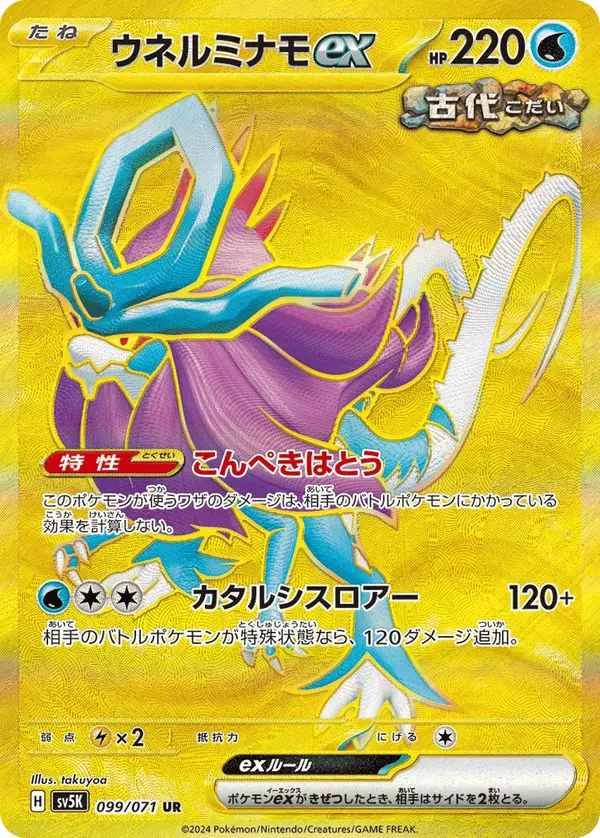 たね ウネルミナモex HP220
古代こだい
特性 とくせい こんぺきはとう
このポケモンが使うワザのダメージは、相手のバトルポケモンにかかっている
効果を計算しない。
カタルシスロアー 120+
相手のバトルポケモンが特殊状態なら、120ダメージ追加。
弱点 ×2 抵抗力 にげる
exルール
ポケモンexがきぜつしたとき、相手はサイドを2枚とる。
Illus. takuyoa
H sv5K 099/071 UR
©2024 Pokémon/Nintendo/Creatures/GAME FREAK.